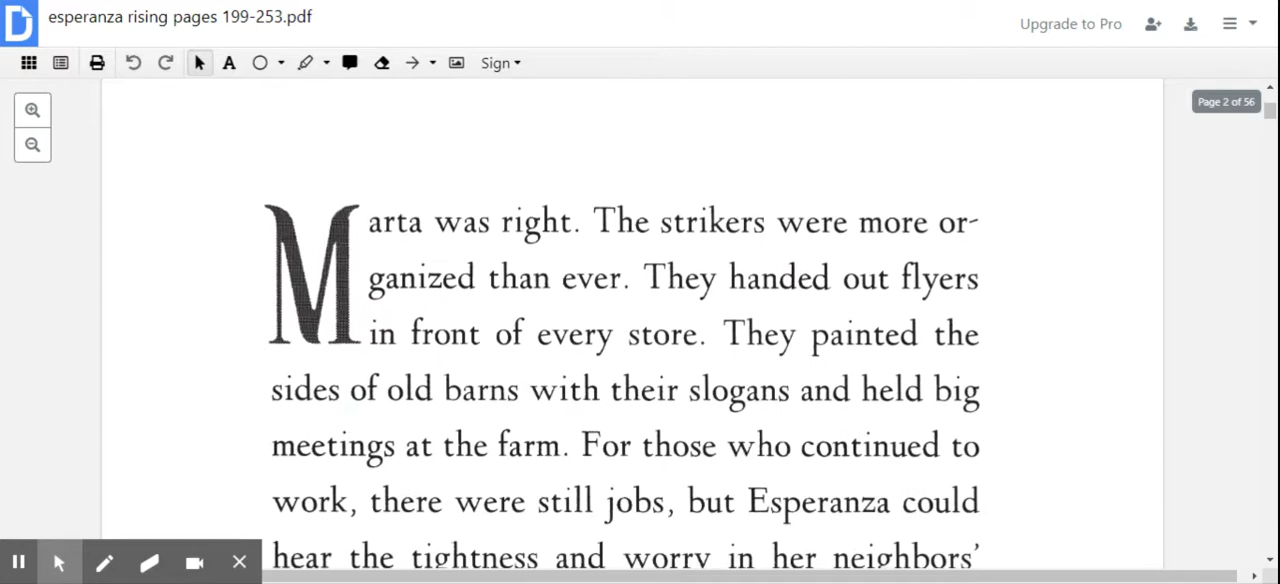 esperanza rising pages 199-253.pdf
Upgrade to Pro
A
Sign
Page 2 of 56
Marta was right. The strikers were more or-
ganized than ever. They handed out flyers
in front of every store. They painted the
sides of old barns with their slogans and held big
meetings at the farm. For those who continued to
work, there were still jobs, but Esperanza could
hear the tightness and worry in her neighbors'